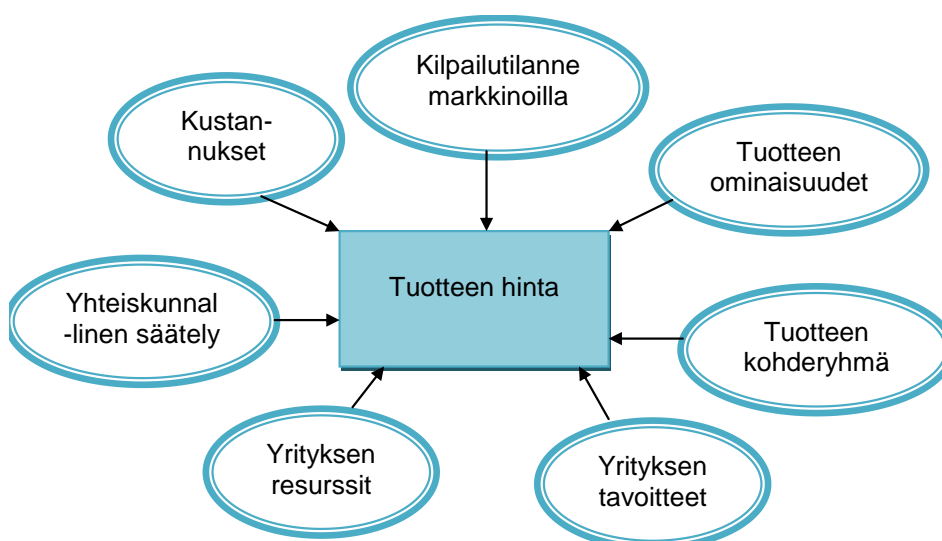 Kilpailutilanne
markkinoilla
Kustan-
nukset
Tuotteen
ominaisuudet
Tuotteen hinta
Yhteiskunnal
-linen säätely
Tuotteen
kohderyhmä
Yrityksen
resurssit
Yrityksen
tavoitteet